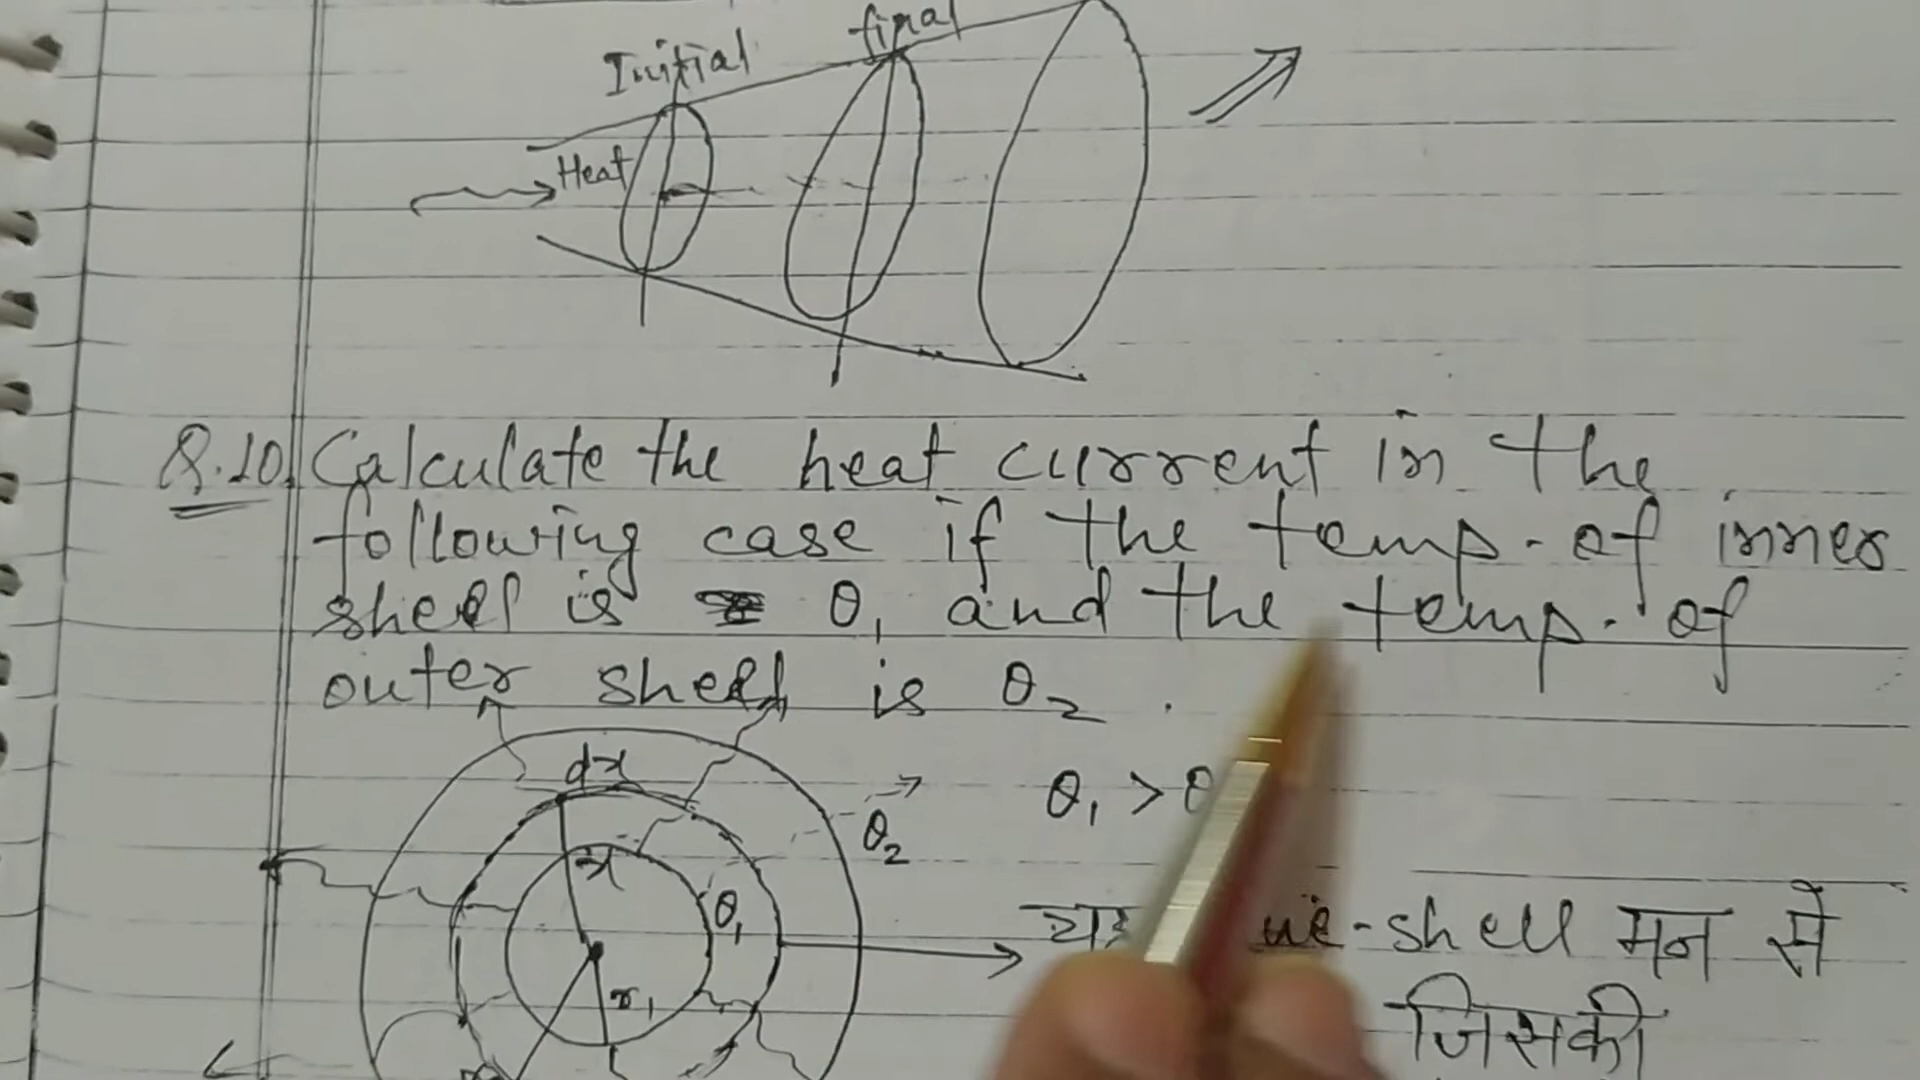 Initial
final
Heat
Q.10. Calculate the heat current in the
following case if the temp. of inner
shell is θ₁ and the temp. of
outer shell is θ₂.
dx
θ₁ >
θ₂
x
θ₁
-shell मन से
r₁
जिसकी